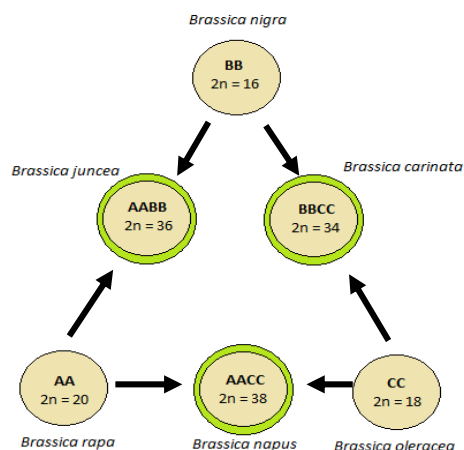 Brassica nigra
BB
2n = 16
Brassica juncea
Brassica carinata
AABB
2n = 36
BBCC
2n = 34
AA
2n = 20
AACC
2n = 38
CC
2n = 18
Brassica rapa
Brassica napus
Brassica oleracea